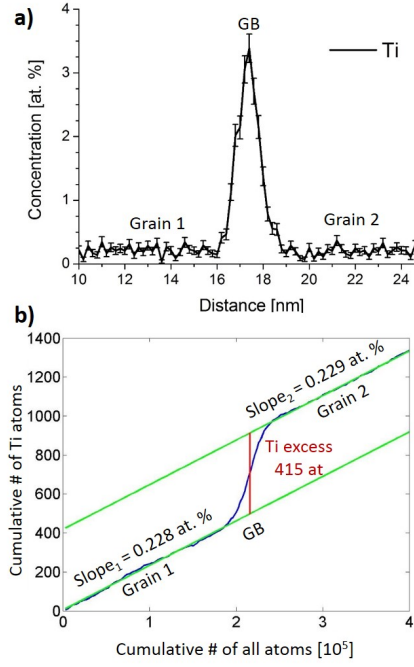 a)
GB
Ti
4
3
2
1
0
Concentration [at. %]
Grain 1
Grain 2
10 12 14 16 18 20 22 24
Distance [nm]
b)
1400
1200
1000
800
600
400
200
0
Cumulative # of Ti atoms
Slope₂ = 0.229 at. %
Grain 2
Ti excess
415 at
Slope₁ = 0.228 at. %
Grain 1
GB
0 1 2 3 4
Cumulative # of all atoms [10⁵]